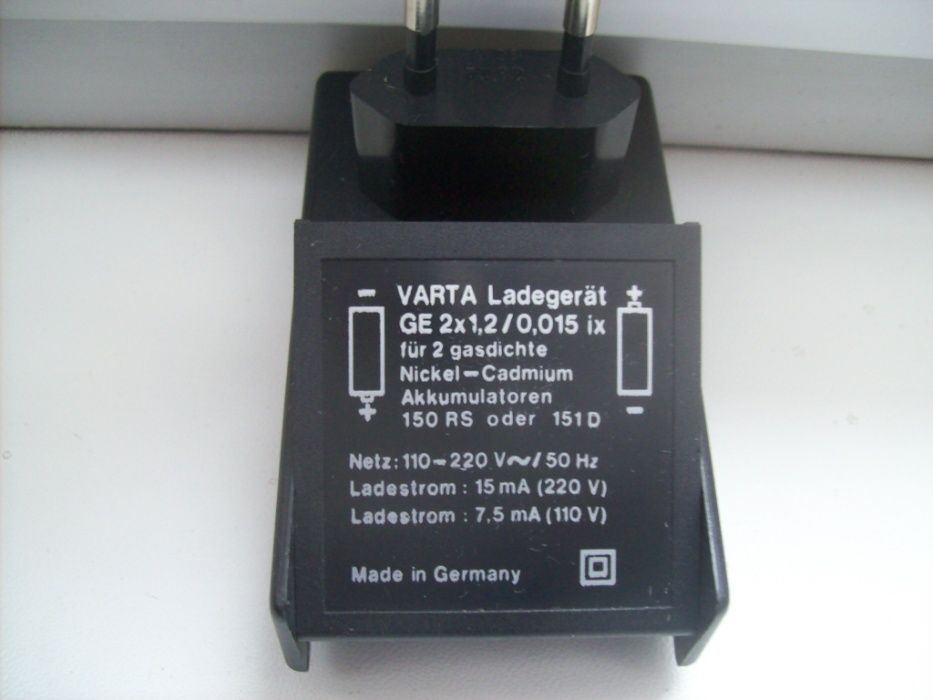 VARTA Ladegerät
GE 2x1,2/0,015 ix
für 2 gasdichte
Nickel-Cadmium
Akkumulatoren
150 RS oder 151 D
- +
+ -
Netz: 110-220 V~/50 Hz
Ladestrom: 15 mA (220 V)
Ladestrom: 7,5 mA (110 V)
Made in Germany